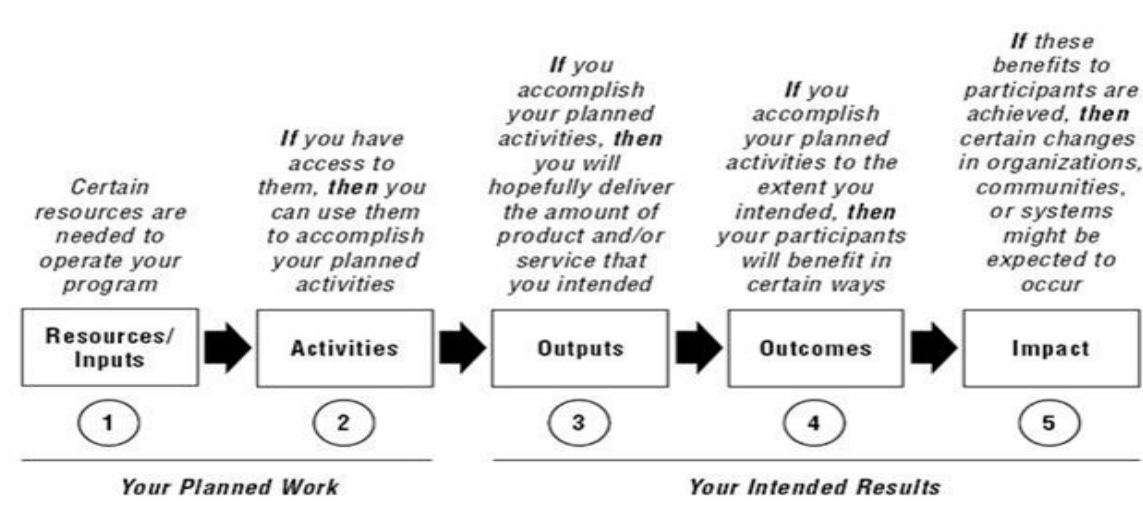 Certain
resources are
needed to
operate your
program
If you have
access to
them, then you
can use them
to accomplish
your planned
activities
If you
accomplish
your planned
activities, then
you will
hopefully deliver
the amount of
product and/or
service that
you intended
If you
accomplish
your planned
activities to the
extent you
intended, then
your participants
will benefit in
certain ways
If these
benefits to
participants are
achieved, then
certain changes
in organizations,
communities,
or systems
might be
expected to
occur
Resources/
Inputs
Activities
Outputs
Outcomes
Impact
1
2
3
4
5
Your Planned Work
Your Intended Results